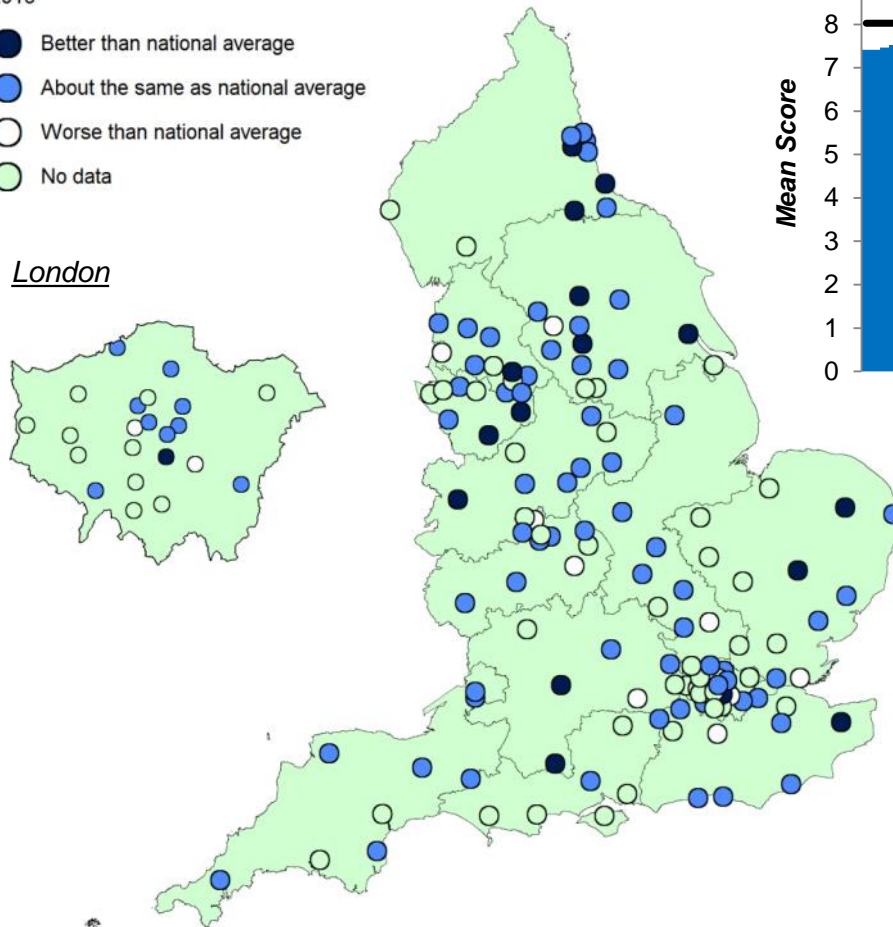 Better than national average
About the same as national average
Worse than national average
No data
London
Mean Score
8
7
6
5
4
3
2
1
0